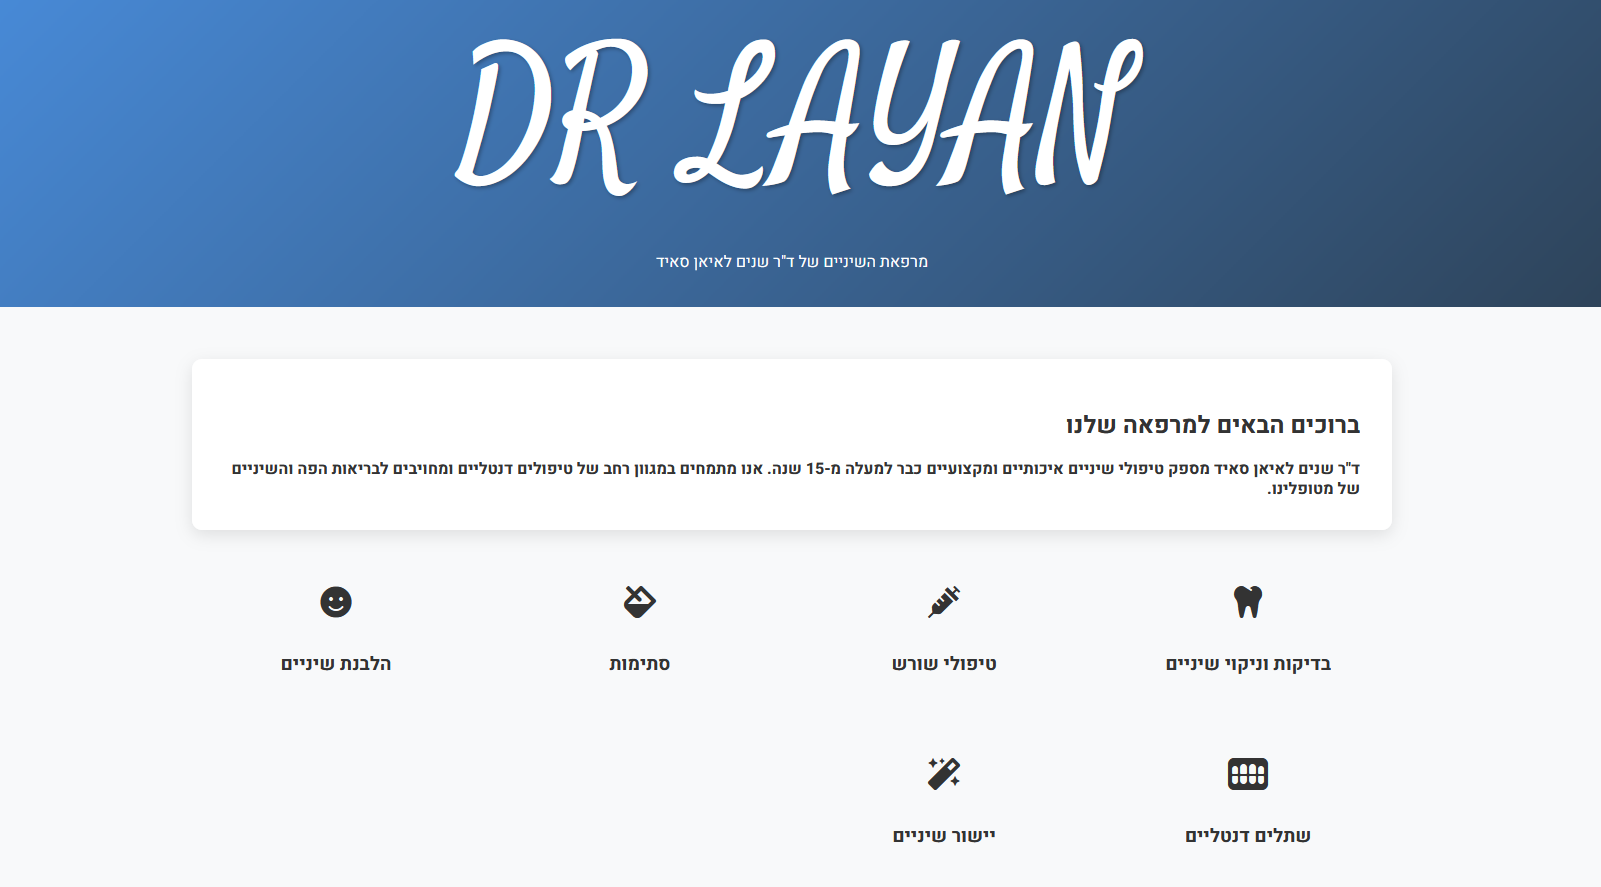 DR LAYAN
מרפאת השיניים של ד"ר שנים לאיאן סאיד
ברוכים הבאים למרפאה שלנו
ד"ר שנים לאיאן סאיד מספק טיפולי שיניים איכותיים ומקצועיים כבר למעלה מ-15 שנה. אנו מתמחים במגוון רחב של טיפולים דנטליים ומחויבים לבריאות הפה והשיניים
של מטופלינו.
בדיקות וניקוי שיניים
טיפולי שורש
סתימות
הלבנת שיניים
שתלים דנטליים
יישור שיניים